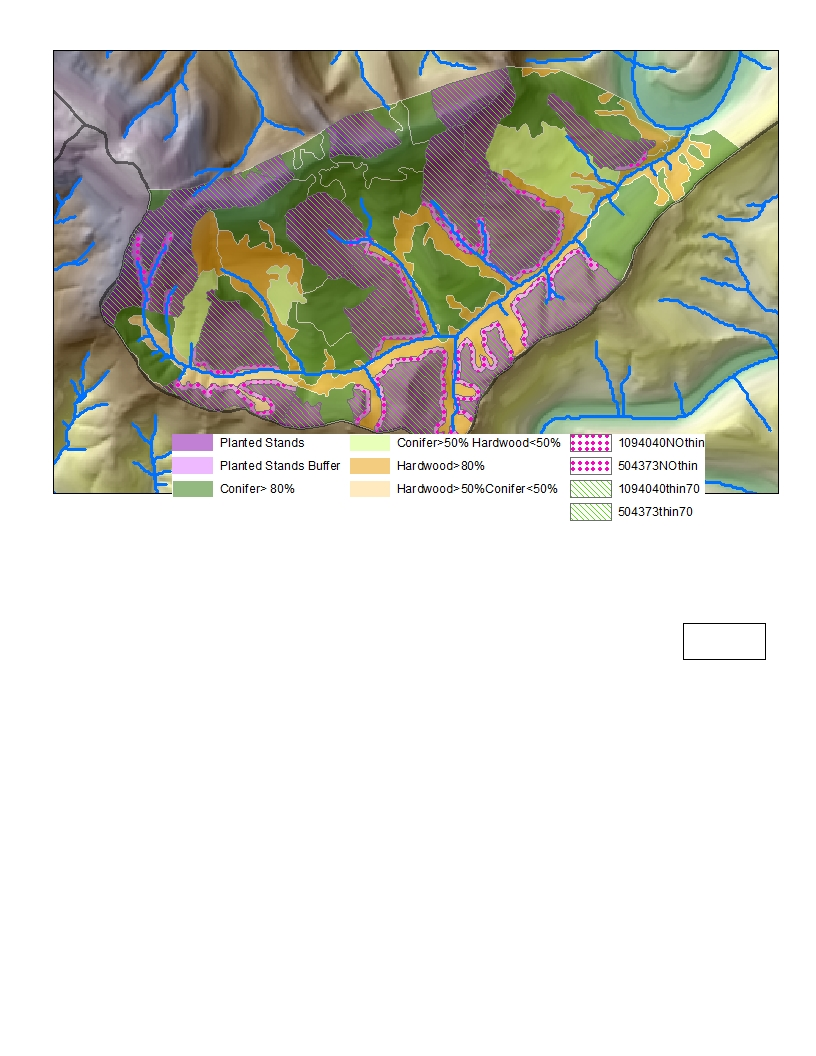 Planted Stands
Planted Stands Buffer
Conifer> 80%
Conifer>50% Hardwood<50%
Hardwood>80%
Hardwood>50%Conifer<50%
1094040NOthin
504373NOthin
1094040thin70
504373thin70